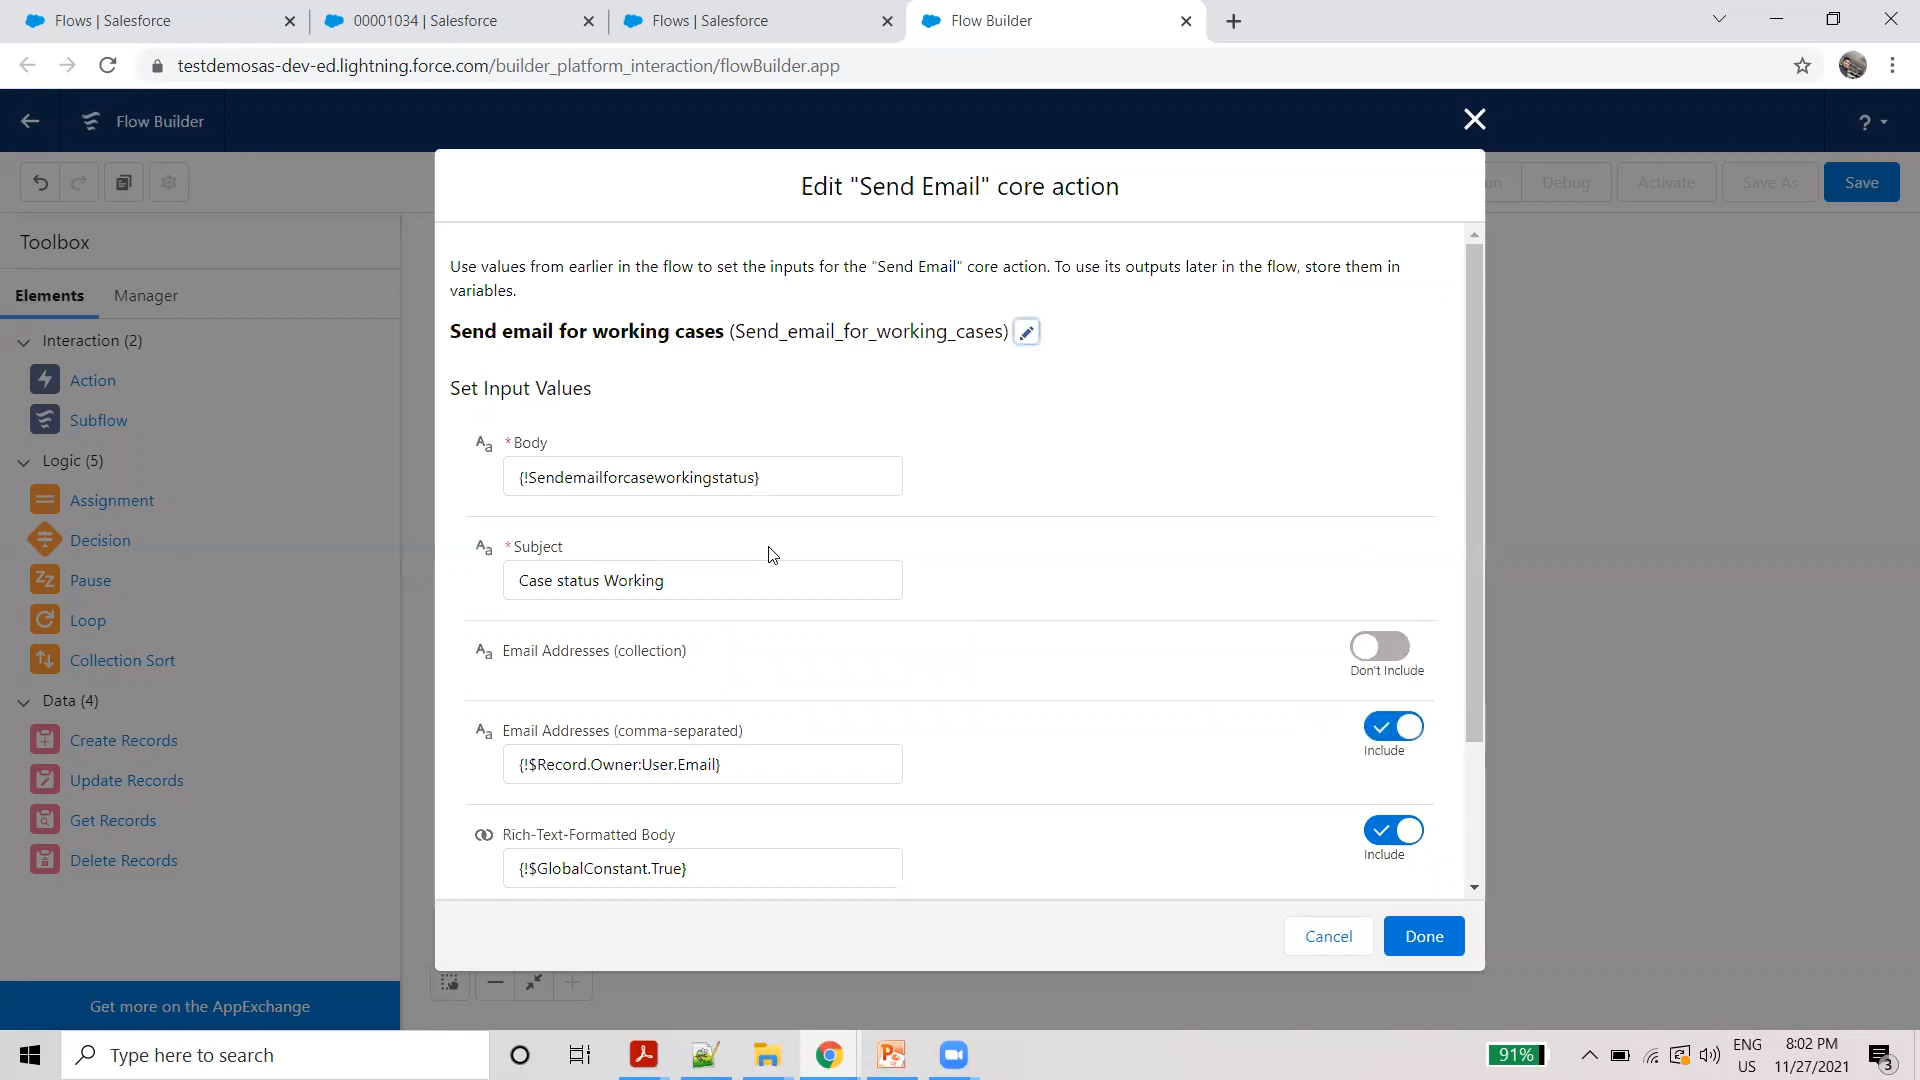 Flows | Salesforce
00001034 | Salesforce
Flows | Salesforce
Flow Builder
testdemosas-dev-ed.lightning.force.com/builder_platform_interaction/flowBuilder.app
Flow Builder
?
Debug
Activate
Save As
Save
Toolbox
Elements
Manager
Interaction (2)
Action
Subflow
Logic (5)
Assignment
Decision
Pause
Loop
Collection Sort
Data (4)
Create Records
Update Records
Get Records
Delete Records
Get more on the AppExchange
Edit "Send Email" core action
Use values from earlier in the flow to set the inputs for the "Send Email" core action. To use its outputs later in the flow, store them in
variables.
Send email for working cases (Send_email_for_working_cases)
Set Input Values
Aa *Body
{!Sendemailforcaseworkingstatus}
Aa *Subject
Case status Working
Aa Email Addresses (collection)
Don't Include
Aa Email Addresses (comma-separated)
{!$Record.Owner:User.Email}
Include
Rich-Text-Formatted Body
{!$GlobalConstant.True}
Include
Cancel
Done
Type here to search
91%
ENG
US
8:02 PM
11/27/2021
3